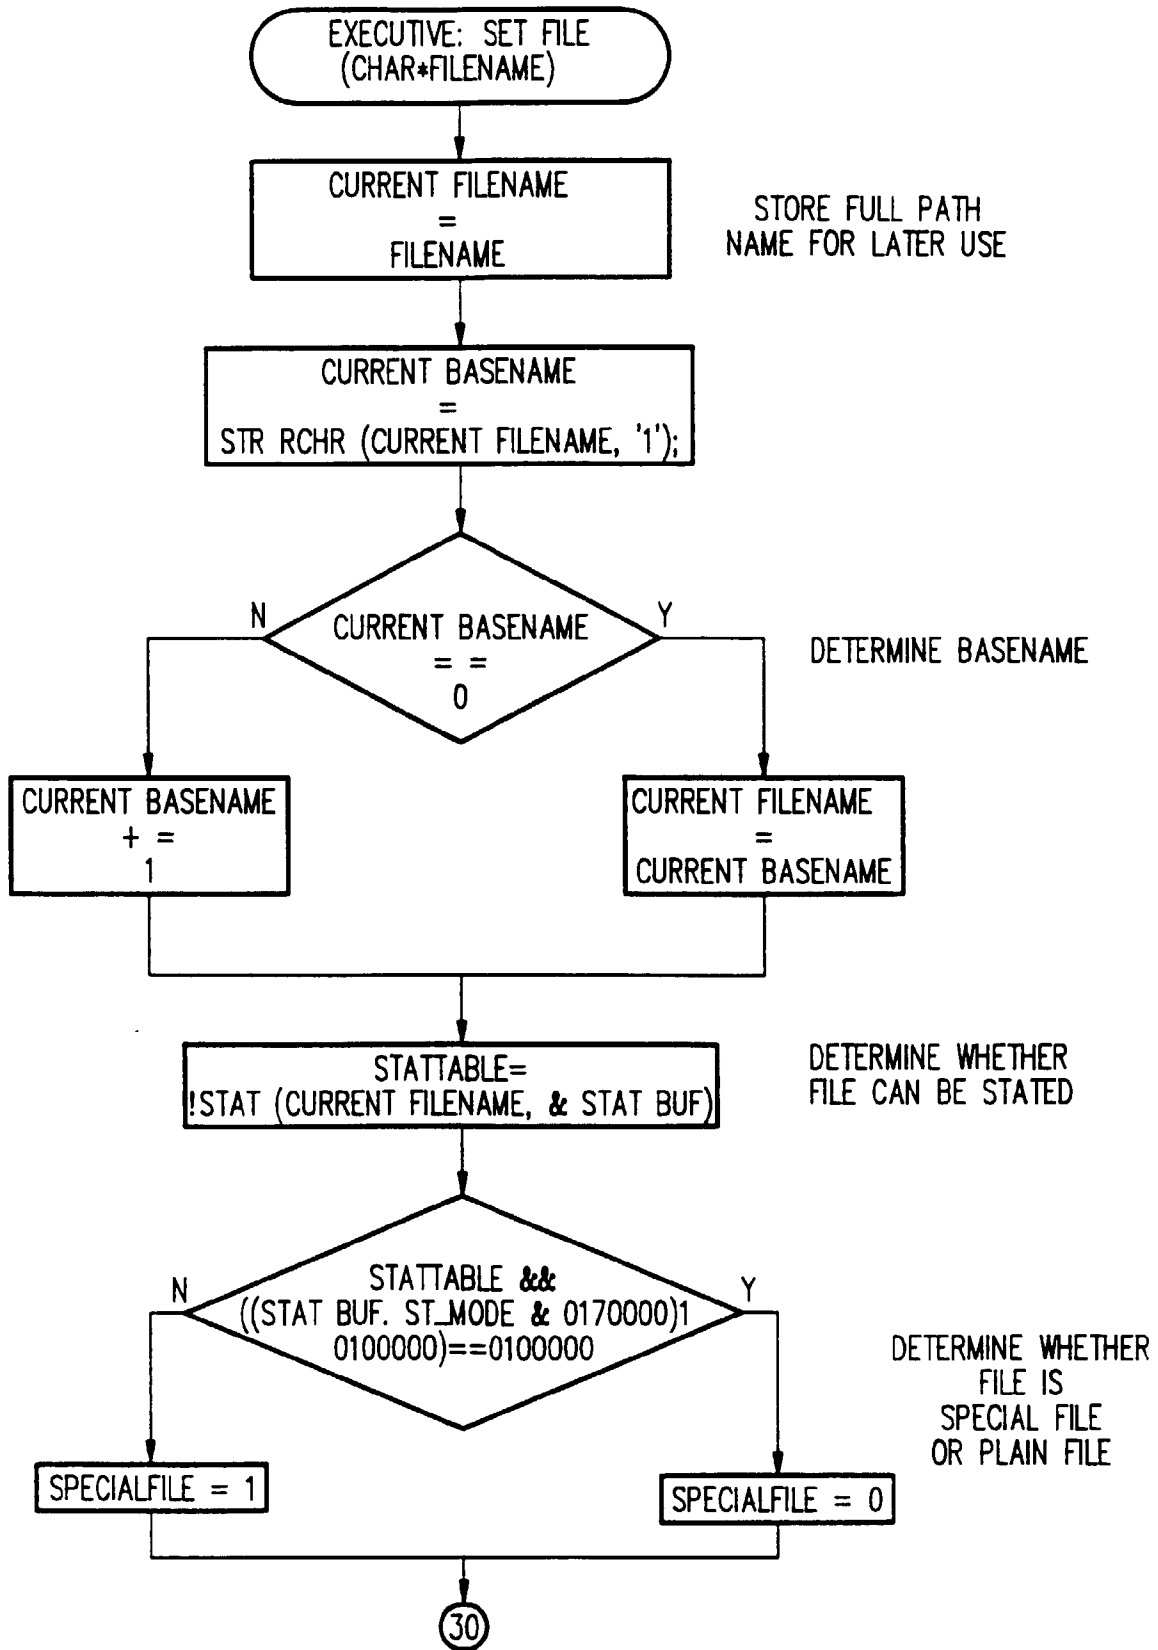 EXECUTIVE: SET FILE
(CHAR*FILENAME)
CURRENT FILENAME
=
FILENAME
STORE FULL PATH
NAME FOR LATER USE
CURRENT BASENAME
=
STR RCHR (CURRENT FILENAME, '1');
N
Y
CURRENT BASENAME
= =
0
DETERMINE BASENAME
CURRENT BASENAME
+ =
1
CURRENT FILENAME
=
CURRENT BASENAME
STATTABLE=
!STAT (CURRENT FILENAME, & STAT BUF)
DETERMINE WHETHER
FILE CAN BE STATED
N
Y
STATTABLE &&
((STAT BUF. ST_MODE & 0170000)1
0100000)==0100000
DETERMINE WHETHER
FILE IS
SPECIAL FILE
OR PLAIN FILE
SPECIALFILE = 1
SPECIALFILE = 0
30